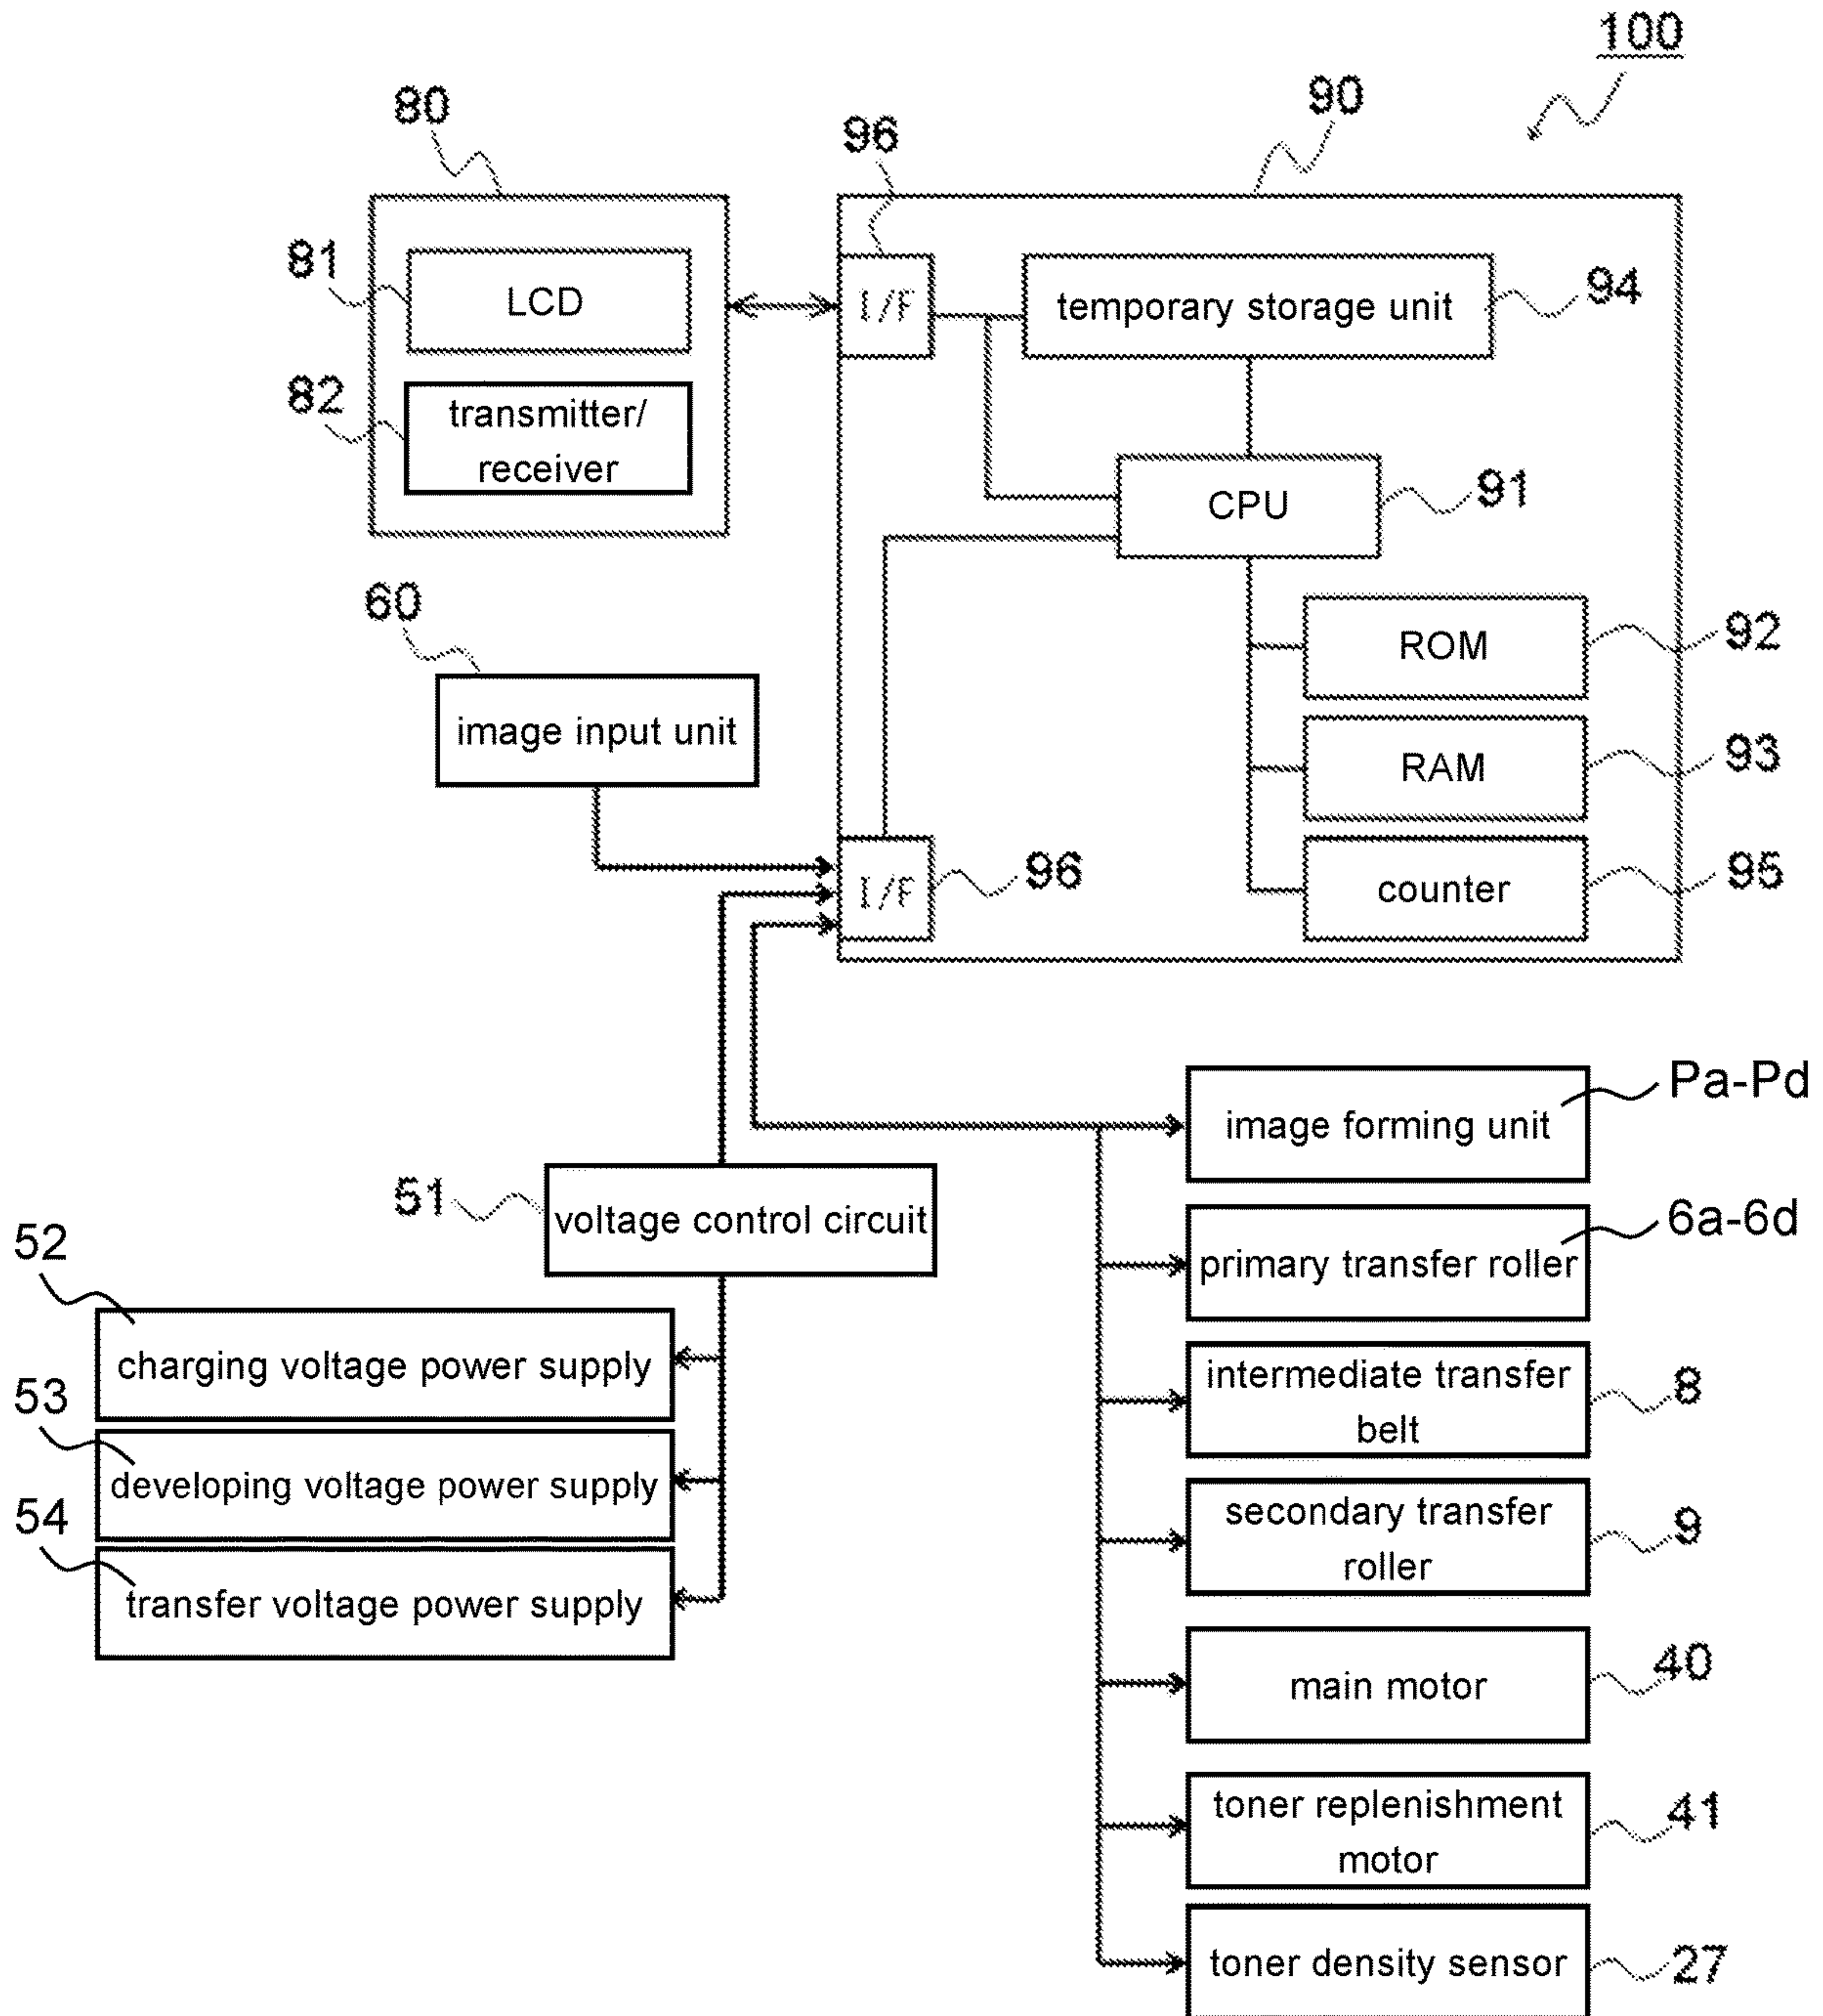 100
80
90
96
81
LCD
I/F
temporary storage unit
94
82
transmitter/
receiver
CPU
91
60
ROM
92
image input unit
RAM
93
I/F
96
counter
95
image forming unit
Pa-Pd
51
voltage control circuit
primary transfer roller
6a-6d
52
charging voltage power supply
intermediate transfer
belt
8
53
developing voltage power supply
secondary transfer
roller
9
54
transfer voltage power supply
main motor
40
toner replenishment
motor
41
toner density sensor
27